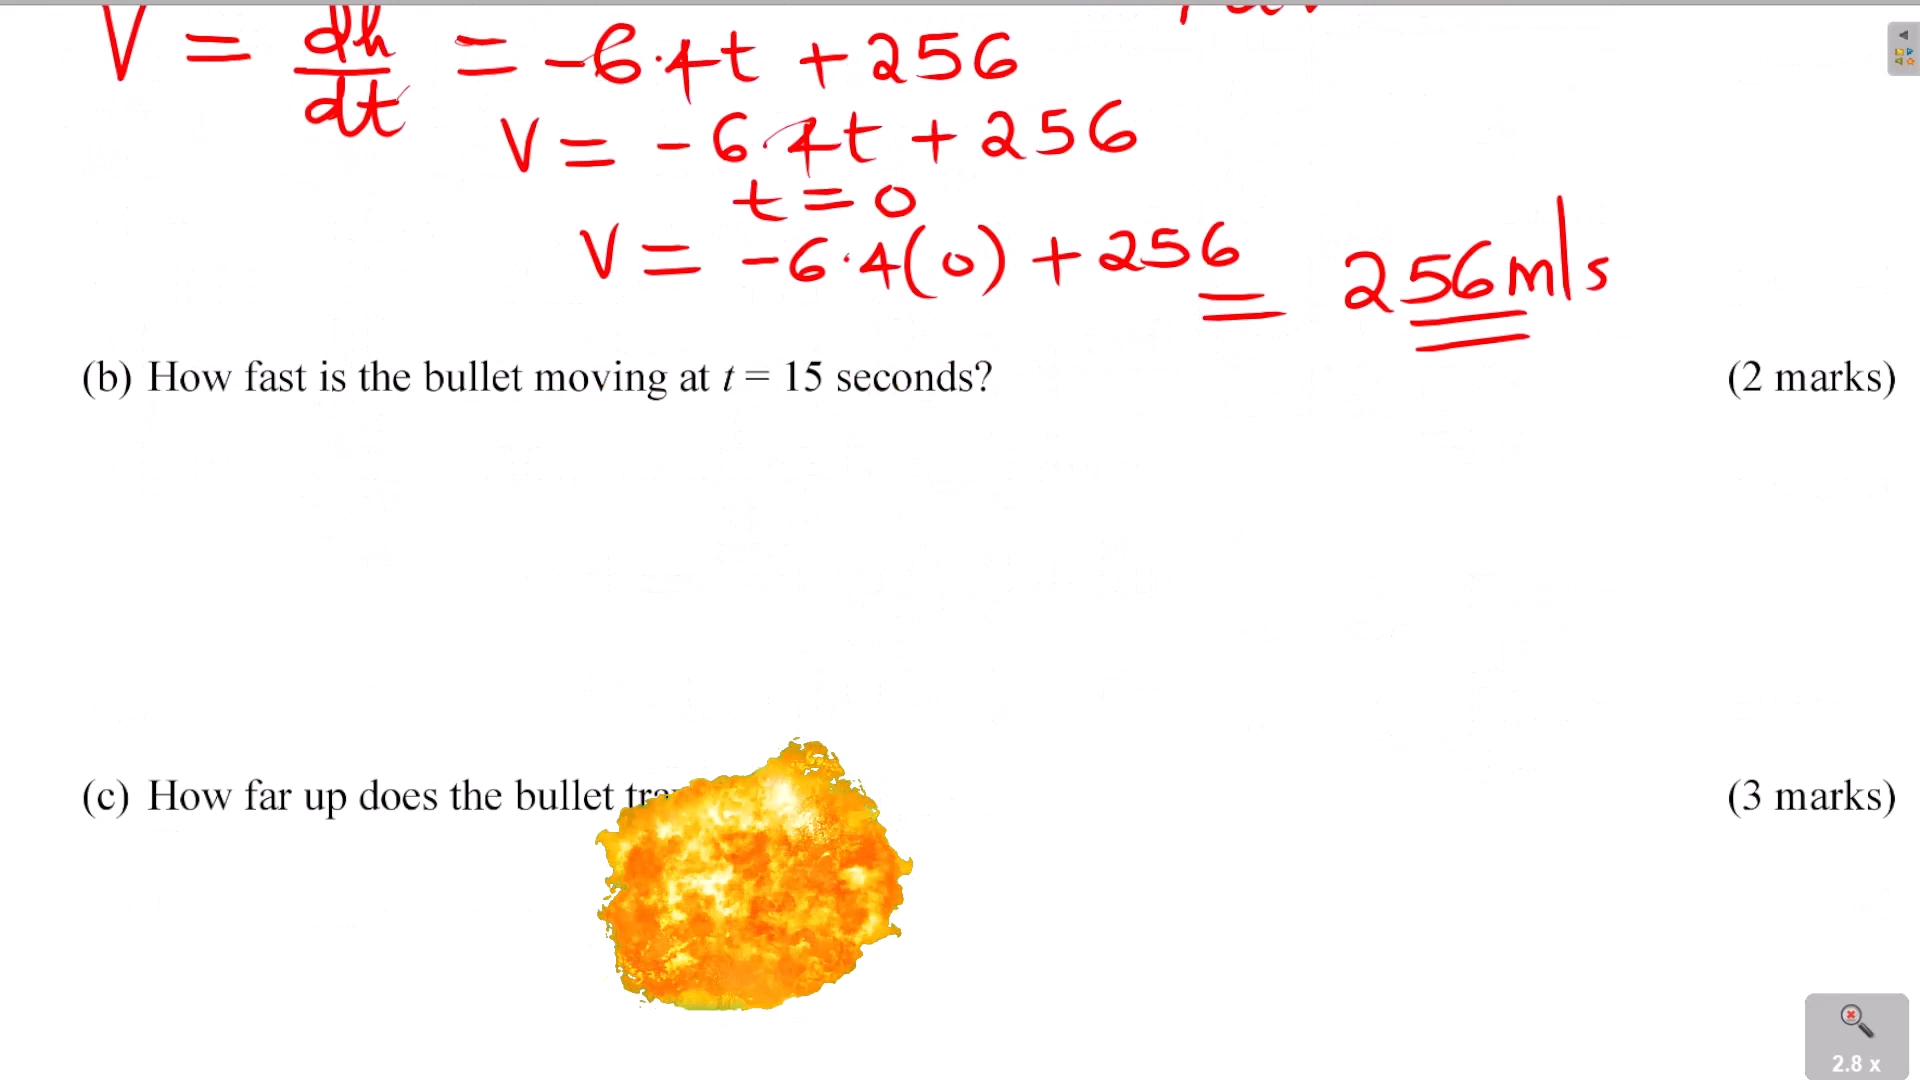 V = dh/dt = -6.4t + 256
V = -6.4t + 256
t = 0
V = -6.4(0) + 256 = 256m/s
(b) How fast is the bullet moving at t = 15 seconds? (2 marks)
(c) How far up does the bullet (3 marks)
2.8 x